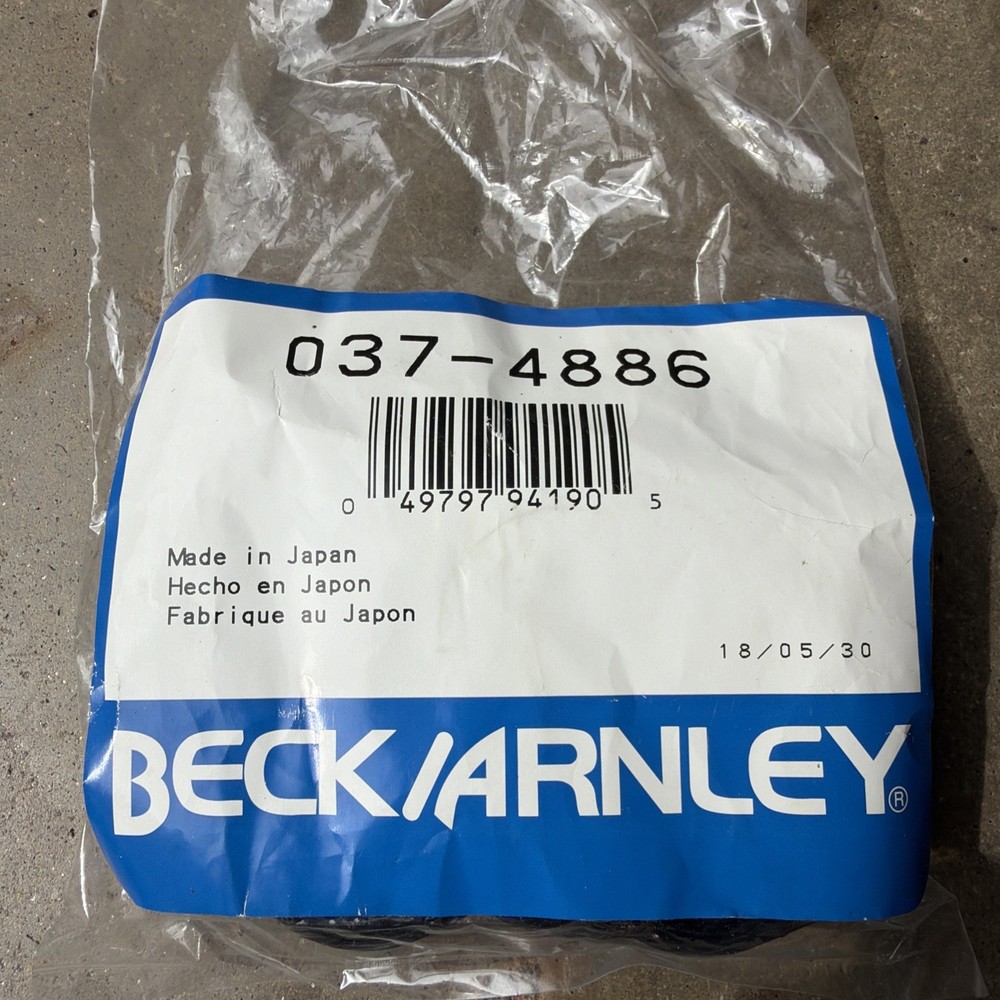 037-4886
0 49797 94190 5
Made in Japan
Hecho en Japon
Fabrique au Japon
18/05/30
BECK/ARNLEY®